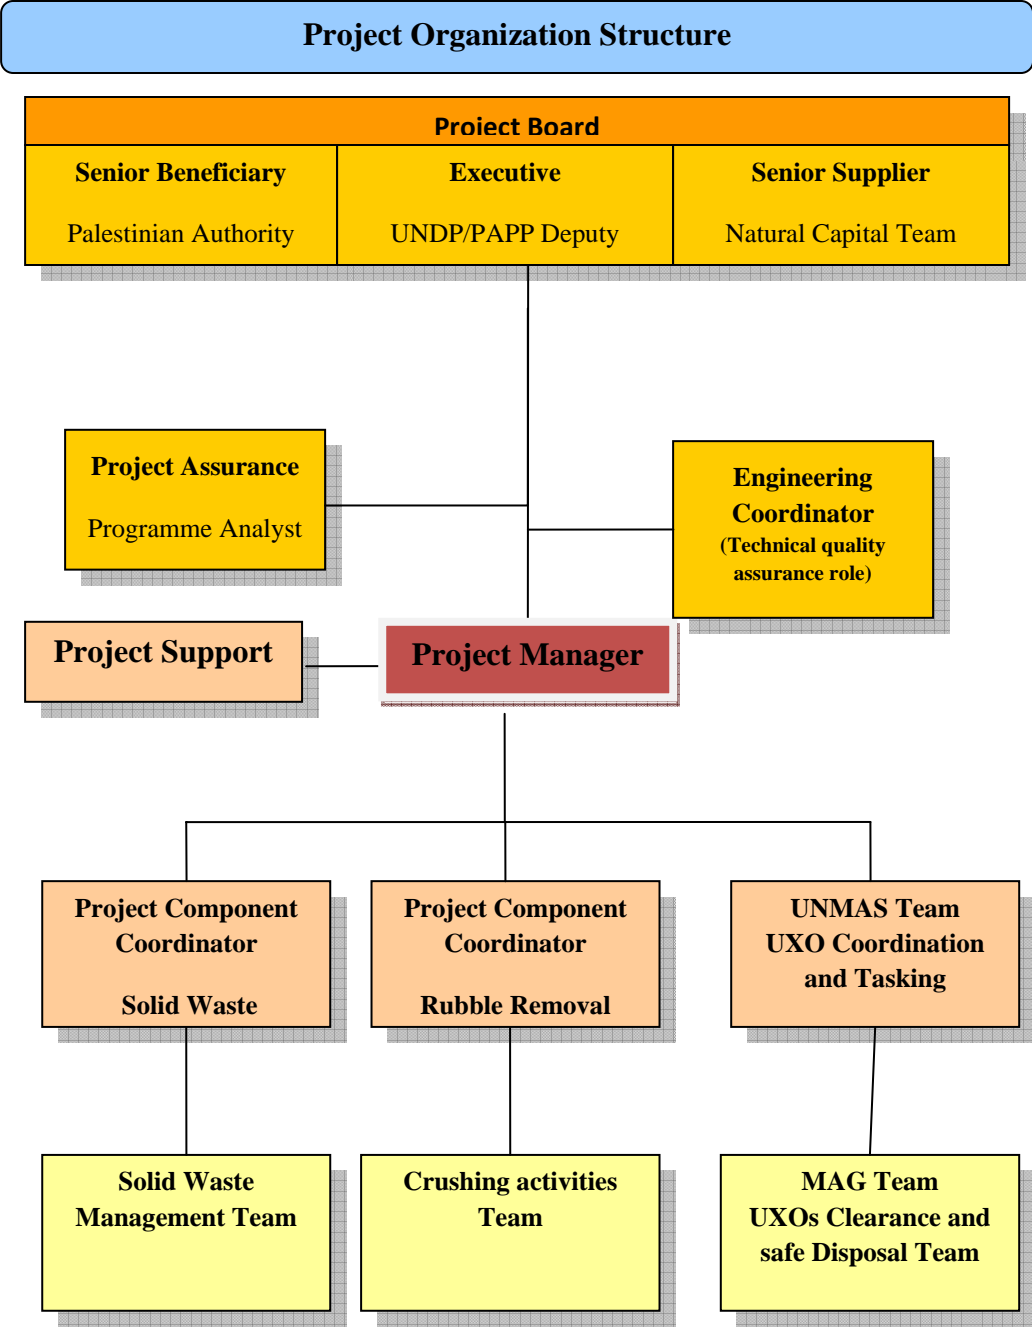 Project Organization Structure
Project Board
Senior Beneficiary
Palestinian Authority
Executive
UNDP/PAPP Deputy
Senior Supplier
Natural Capital Team
Project Assurance
Programme Analyst
Engineering
Coordinator
(Technical quality
assurance role)
Project Support
Project Manager
Project Component
Coordinator
Solid Waste
Project Component
Coordinator
Rubble Removal
UNMAS Team
UXO Coordination
and Tasking
Solid Waste
Management Team
Crushing activities
Team
MAG Team
UXOs Clearance and
safe Disposal Team